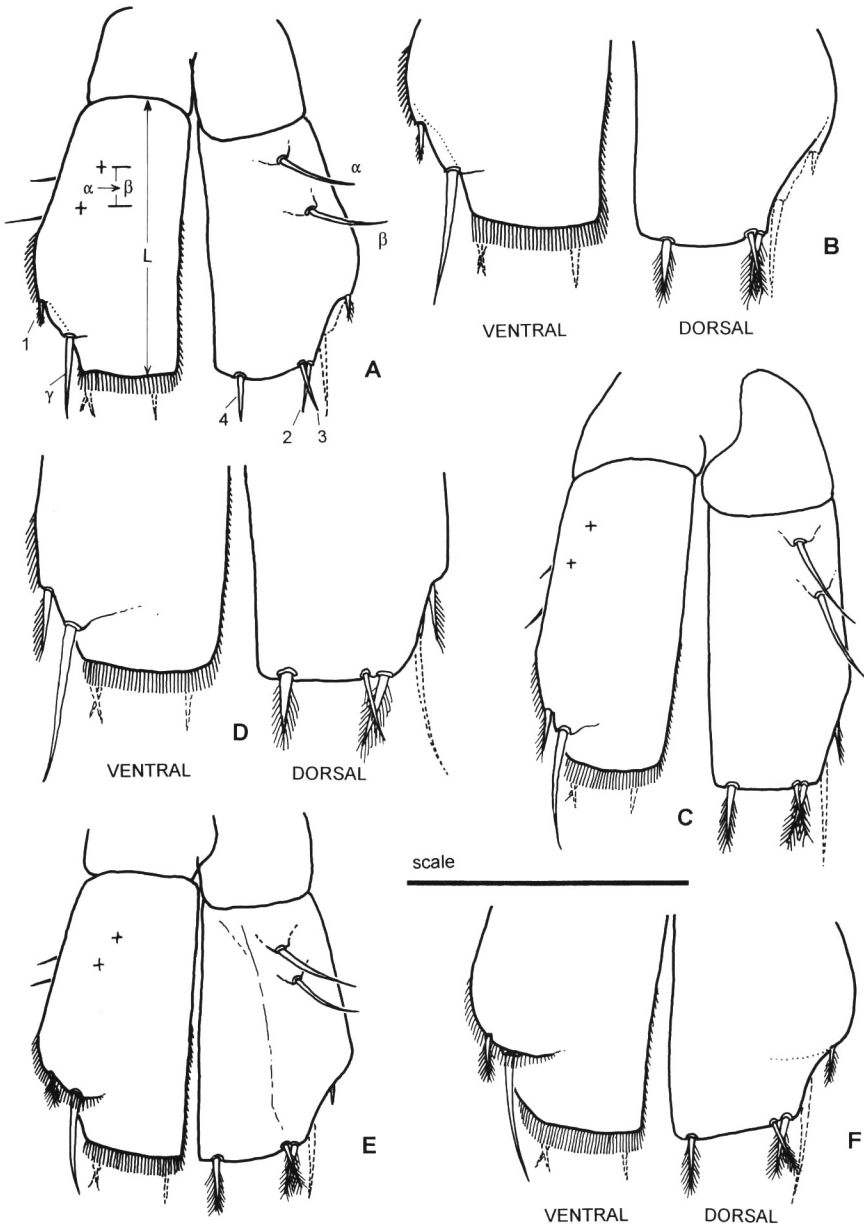 α
β
α → β
L
1
γ
4
2
3
A
VENTRAL
DORSAL
B
D
VENTRAL
DORSAL
C
scale
E
F
VENTRAL
DORSAL